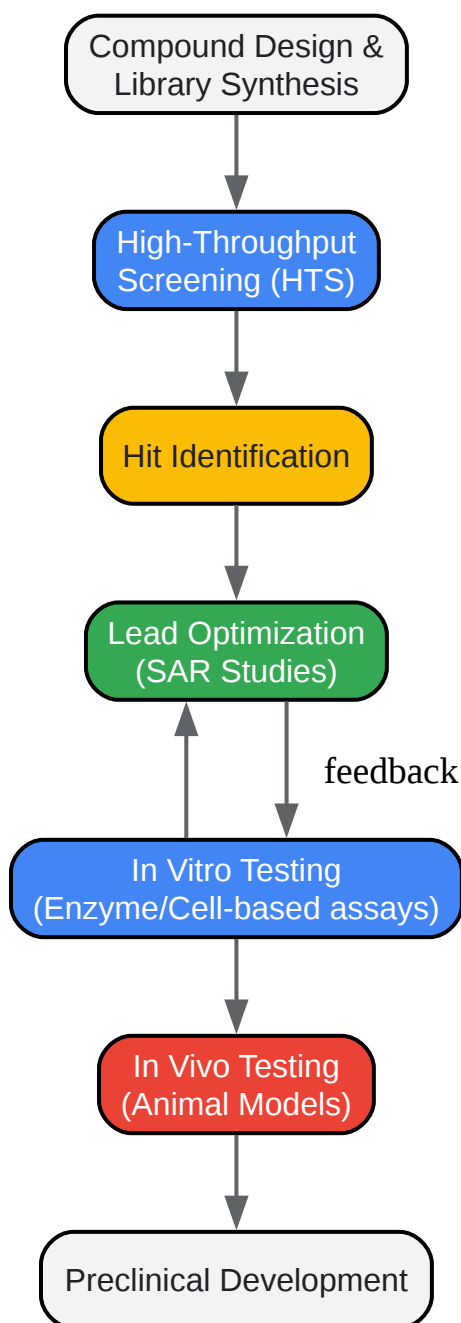 Compound Design &
Library Synthesis
High-Throughput
Screening (HTS)
Hit Identification
Lead Optimization
(SAR Studies)
feedback
In Vitro Testing
(Enzyme/Cell-based assays)
In Vivo Testing
(Animal Models)
Preclinical Development